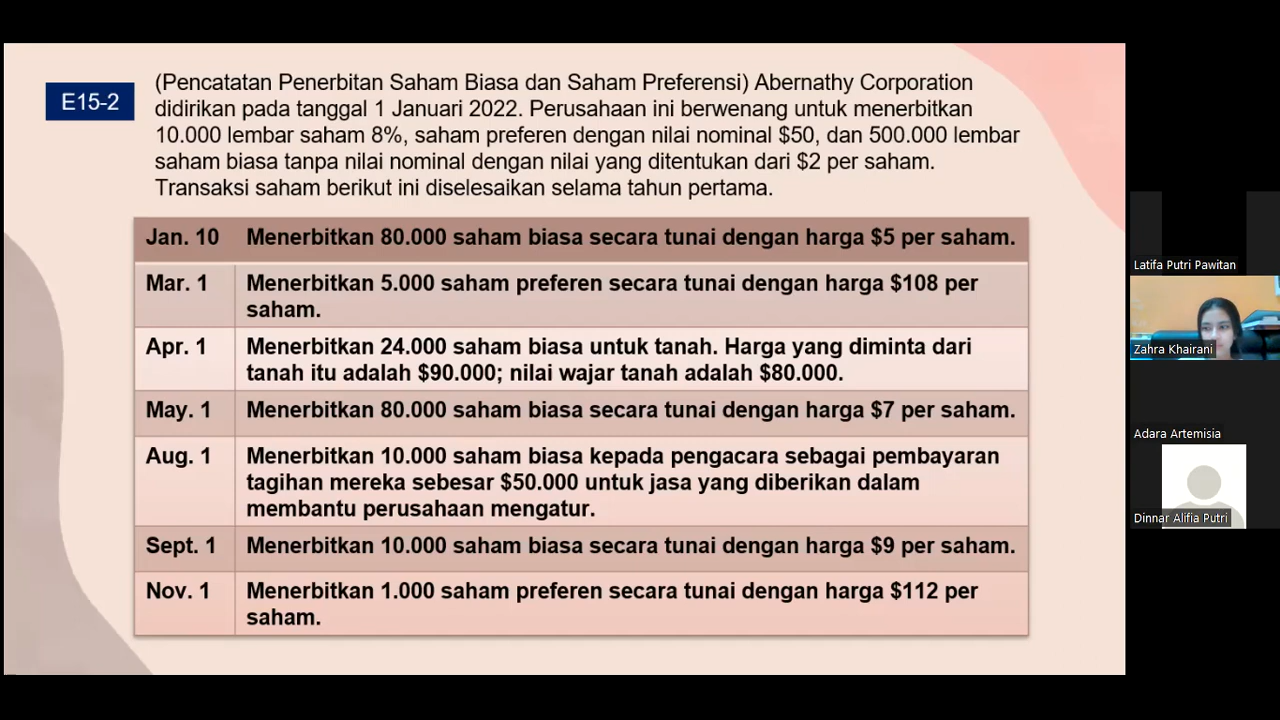 E15-2
(Pencatatan Penerbitan Saham Biasa dan Saham Preferensi) Abernathy Corporation
didirikan pada tanggal 1 Januari 2022. Perusahaan ini berwenang untuk menerbitkan
10.000 lembar saham 8%, saham preferen dengan nilai nominal $50, dan 500.000 lembar
saham biasa tanpa nilai nominal dengan nilai yang ditentukan dari $2 per saham.
Transaksi saham berikut ini diselesaikan selama tahun pertama.
Jan. 10 Menerbitkan 80.000 saham biasa secara tunai dengan harga $5 per saham.
Mar. 1 Menerbitkan 5.000 saham preferen secara tunai dengan harga $108 per
saham.
Apr. 1 Menerbitkan 24.000 saham biasa untuk tanah. Harga yang diminta dari
tanah itu adalah $90.000; nilai wajar tanah adalah $80.000.
May. 1 Menerbitkan 80.000 saham biasa secara tunai dengan harga $7 per saham.
Aug. 1 Menerbitkan 10.000 saham biasa kepada pengacara sebagai pembayaran
tagihan mereka sebesar $50.000 untuk jasa yang diberikan dalam
membantu perusahaan mengatur.
Sept. 1 Menerbitkan 10.000 saham biasa secara tunai dengan harga $9 per saham.
Nov. 1 Menerbitkan 1.000 saham preferen secara tunai dengan harga $112 per
saham.
Latifa Putri Pawitan
Zahra Khairani
Adara Artemisia
Dinnar Alifia Putri